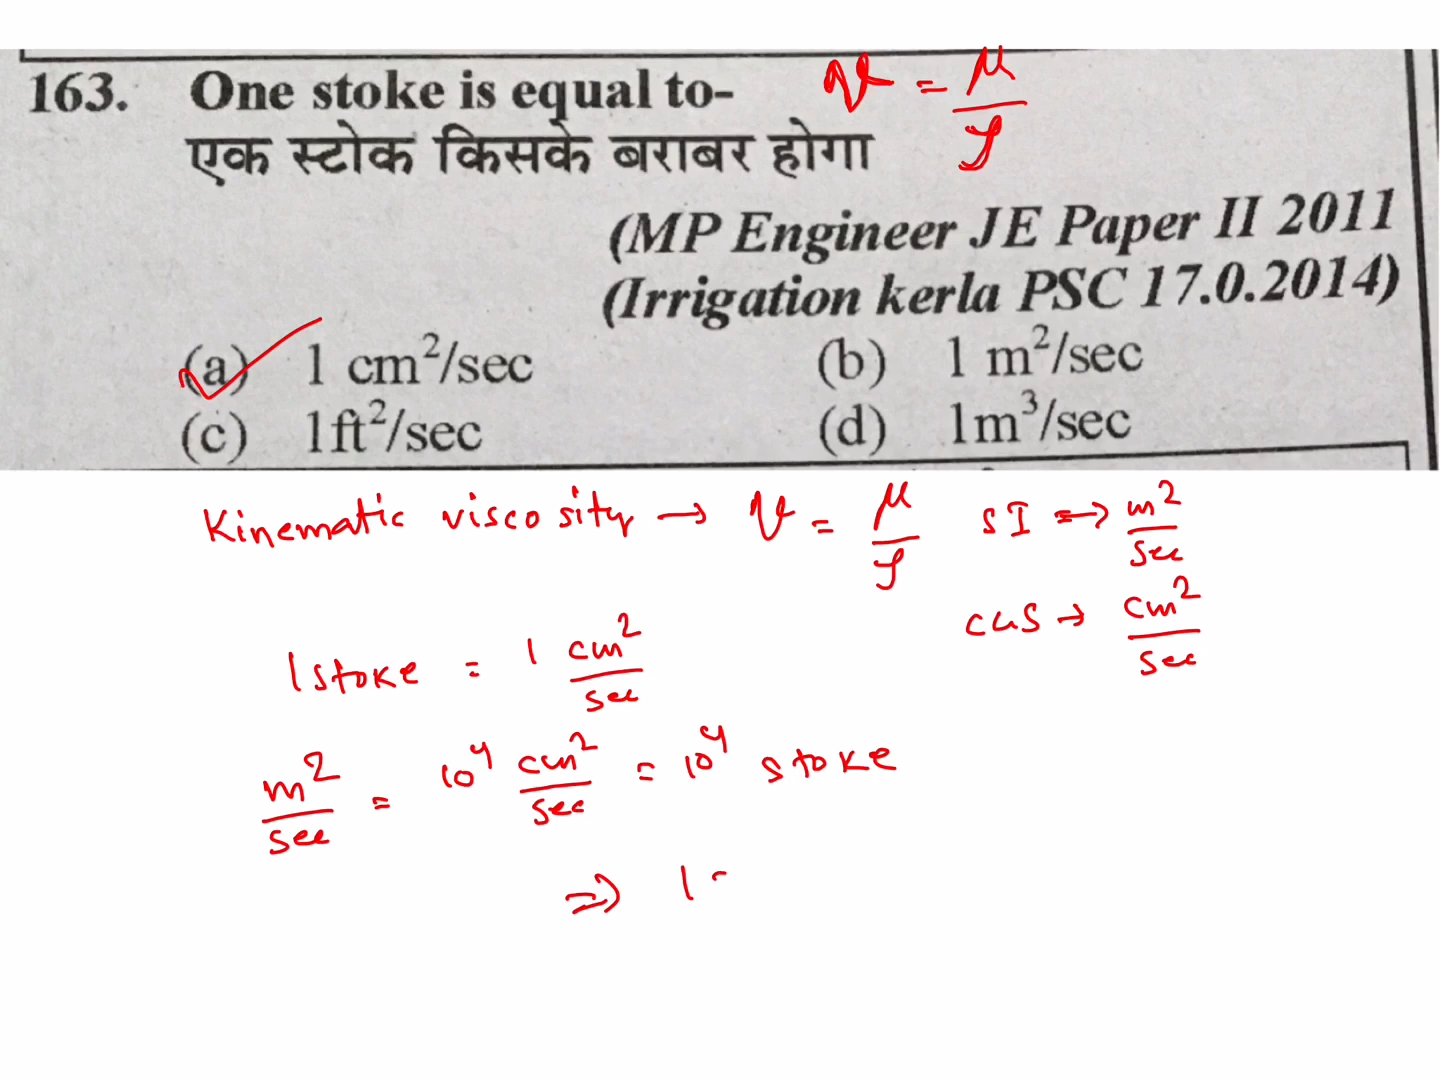 163. One stoke is equal to- ν = μ/ρ
एक स्टोक किसके बराबर होगा
(MP Engineer JE Paper II 2011
(Irrigation kerla PSC 17.0.2014)
(a) 1 cm²/sec (b) 1 m²/sec
(c) 1ft²/sec (d) 1m³/sec
Kinematic viscosity → ν = μ/ρ SI ⇒ m²/sec
CGS → cm²/sec
1 stoke = 1 cm²/sec
m²/sec = 10⁴ cm²/sec = 10⁴ stoke
⇒ 1